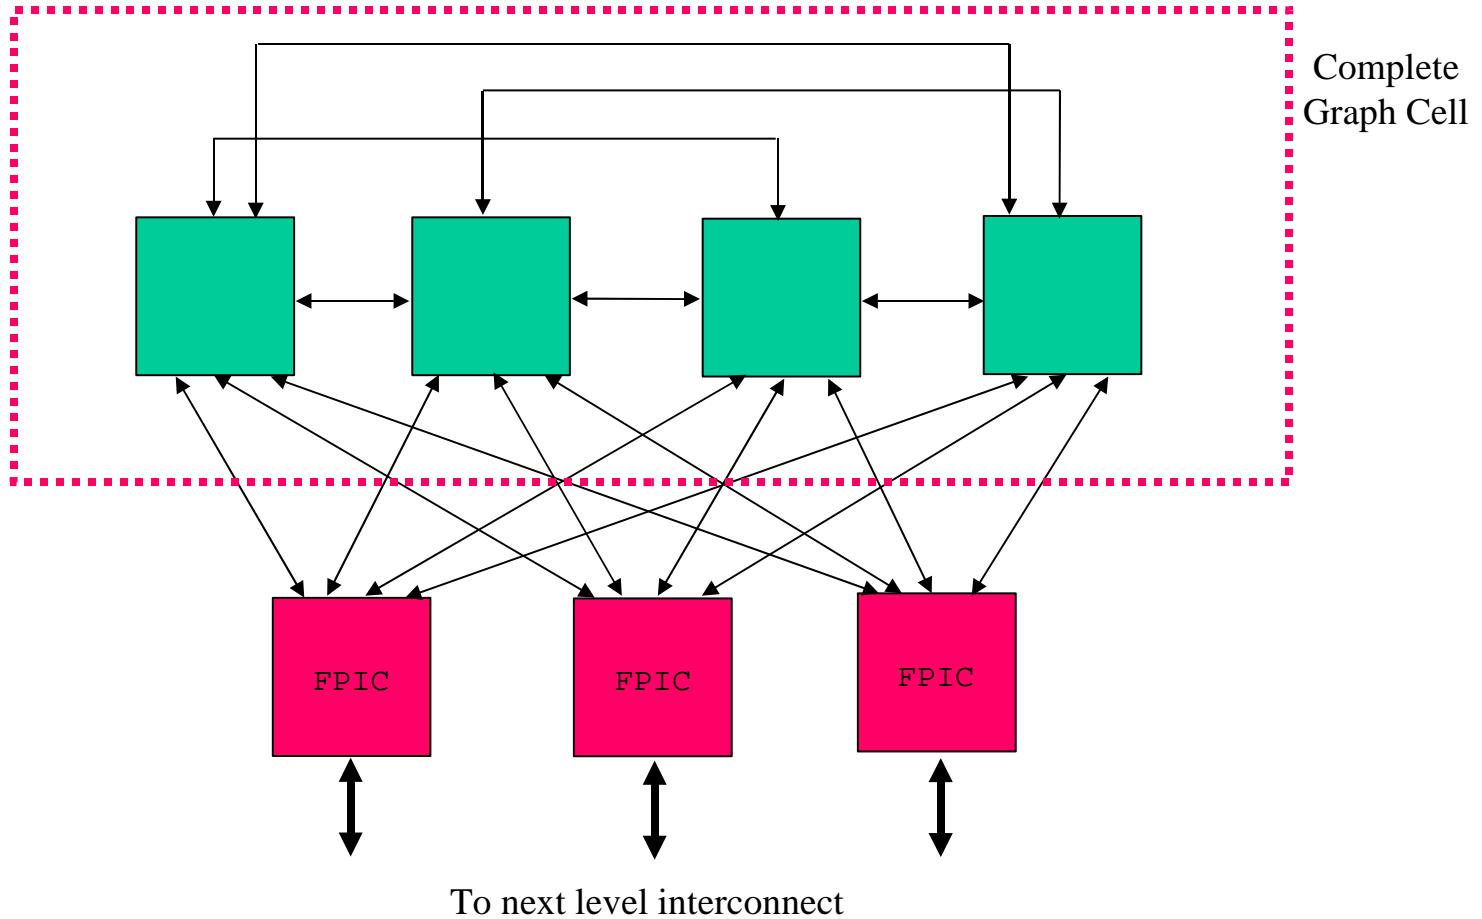 Complete
Graph Cell
FPIC
FPIC
FPIC
To next level interconnect